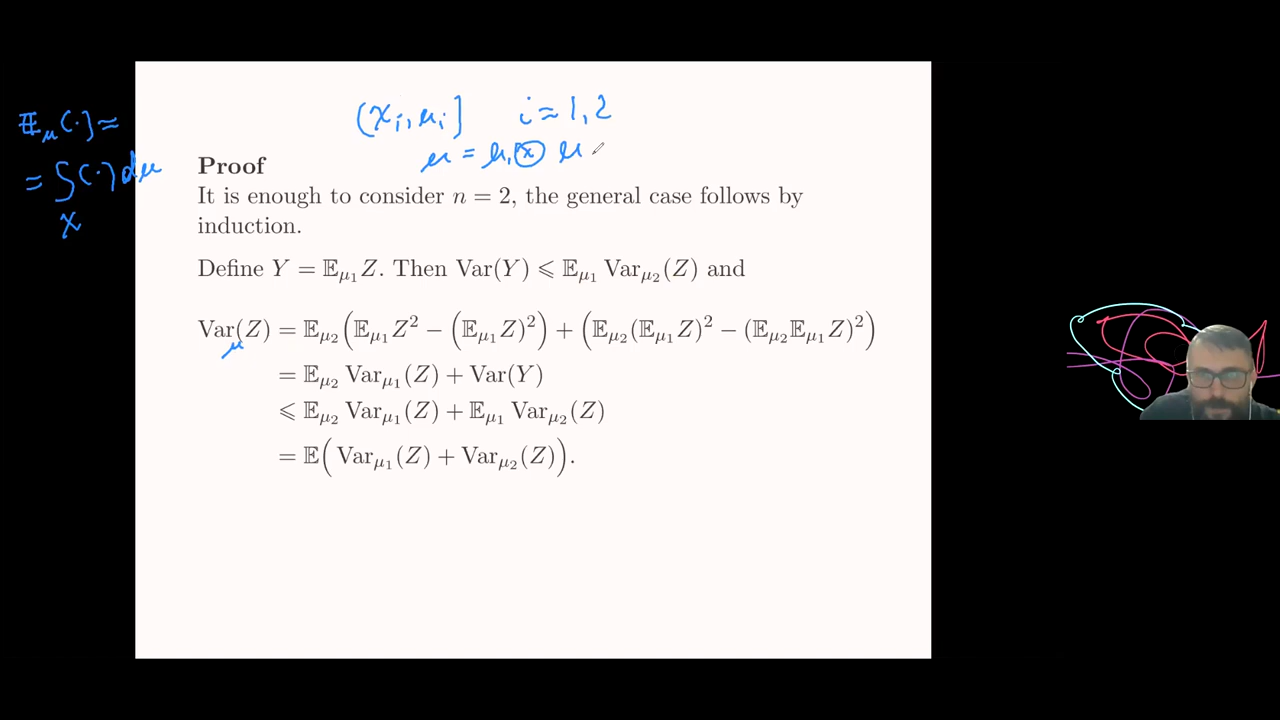 (X_i, μ_i) i = 1, 2
μ = μ_1 ⊗ μ
𝔼_μ(·) =
= ∫(·) dμ
X
Proof
It is enough to consider n = 2, the general case follows by
induction.
Define Y = 𝔼_{μ_1} Z. Then Var(Y) ⩽ 𝔼_{μ_1} Var_{μ_2}(Z) and
Var(Z) = 𝔼_{μ_2}(𝔼_{μ_1} Z^2 − (𝔼_{μ_1} Z)^2) + (𝔼_{μ_2}(𝔼_{μ_1} Z)^2 − (𝔼_{μ_2}𝔼_{μ_1} Z)^2)
μ
= 𝔼_{μ_2} Var_{μ_1}(Z) + Var(Y)
⩽ 𝔼_{μ_2} Var_{μ_1}(Z) + 𝔼_{μ_1} Var_{μ_2}(Z)
= 𝔼(Var_{μ_1}(Z) + Var_{μ_2}(Z)).